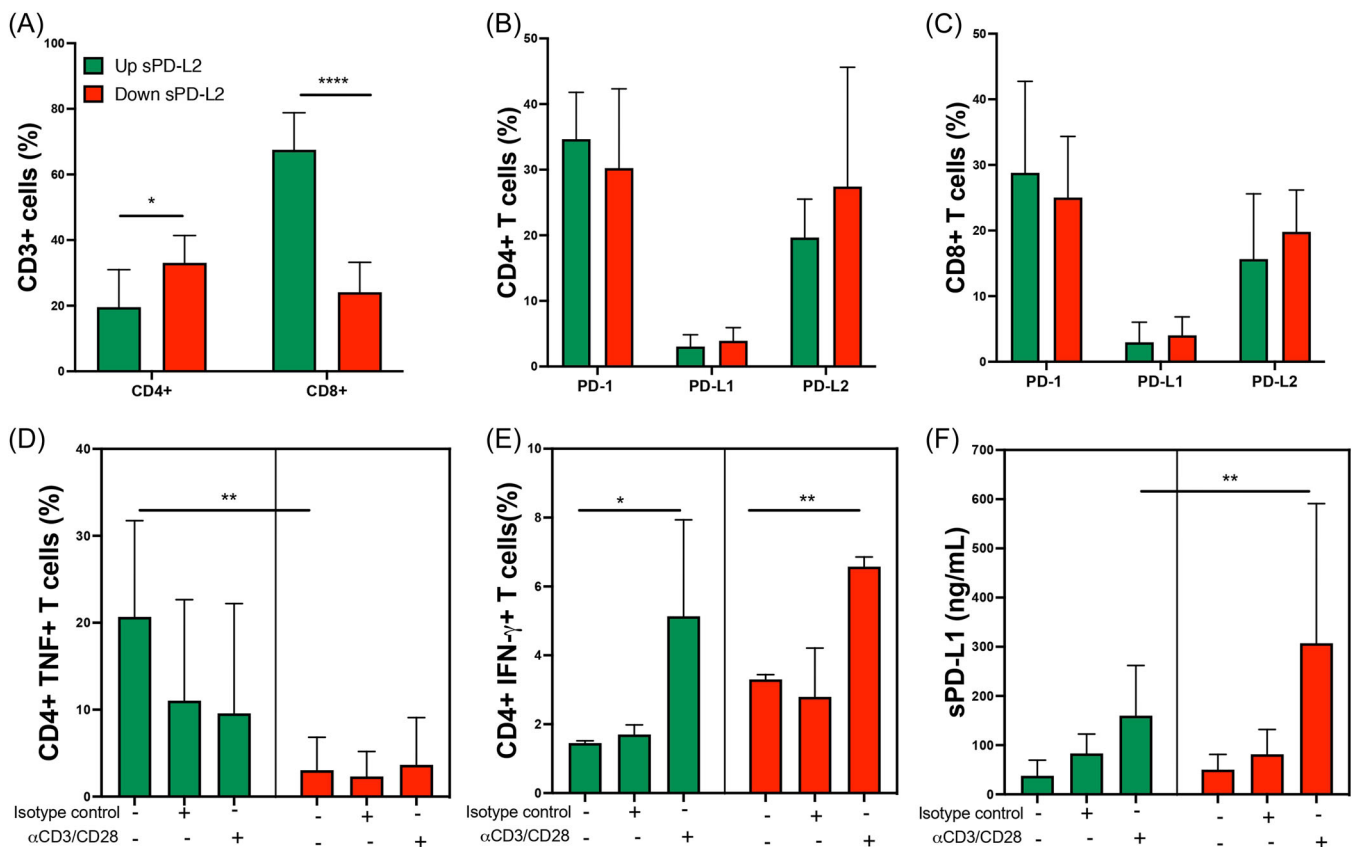 (A)
CD3+ cells (%)
100
80
60
40
20
0
Up sPD-L2
Down sPD-L2
*
****
CD4+
CD8+
(B)
CD4+ T cells (%)
50
40
30
20
10
0
PD-1
PD-L1
PD-L2
(C)
CD8+ T cells (%)
50
40
30
20
10
0
PD-1
PD-L1
PD-L2
(D)
CD4+ TNF+ T cells (%)
40
30
20
10
0
**
Isotype control - + - - + -
αCD3/CD28 - - + - - +
(E)
CD4+ IFN-γ+ T cells(%)
10
8
6
4
2
0
*
**
Isotype control - + - - + -
αCD3/CD28 - - + - - +
(F)
sPD-L1 (ng/mL)
700
600
500
400
300
200
100
0
**
Isotype control - + - - + -
αCD3/CD28 - - + - - +